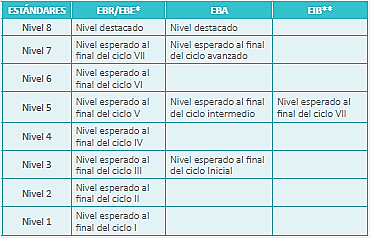 ESTÁNDARES EBR/EBE* EBA EIB**
Nivel 8 Nivel destacado Nivel destacado
Nivel 7 Nivel esperado al final del ciclo VII Nivel esperado al final del ciclo avanzado
Nivel 6 Nivel esperado al final del ciclo VI
Nivel 5 Nivel esperado al final del ciclo V Nivel esperado al final del ciclo intermedio Nivel esperado al final del ciclo VII
Nivel 4 Nivel esperado al final del ciclo IV
Nivel 3 Nivel esperado al final del ciclo III Nivel esperado al final del ciclo Inicial
Nivel 2 Nivel esperado al final del ciclo II
Nivel 1 Nivel esperado al final del ciclo I